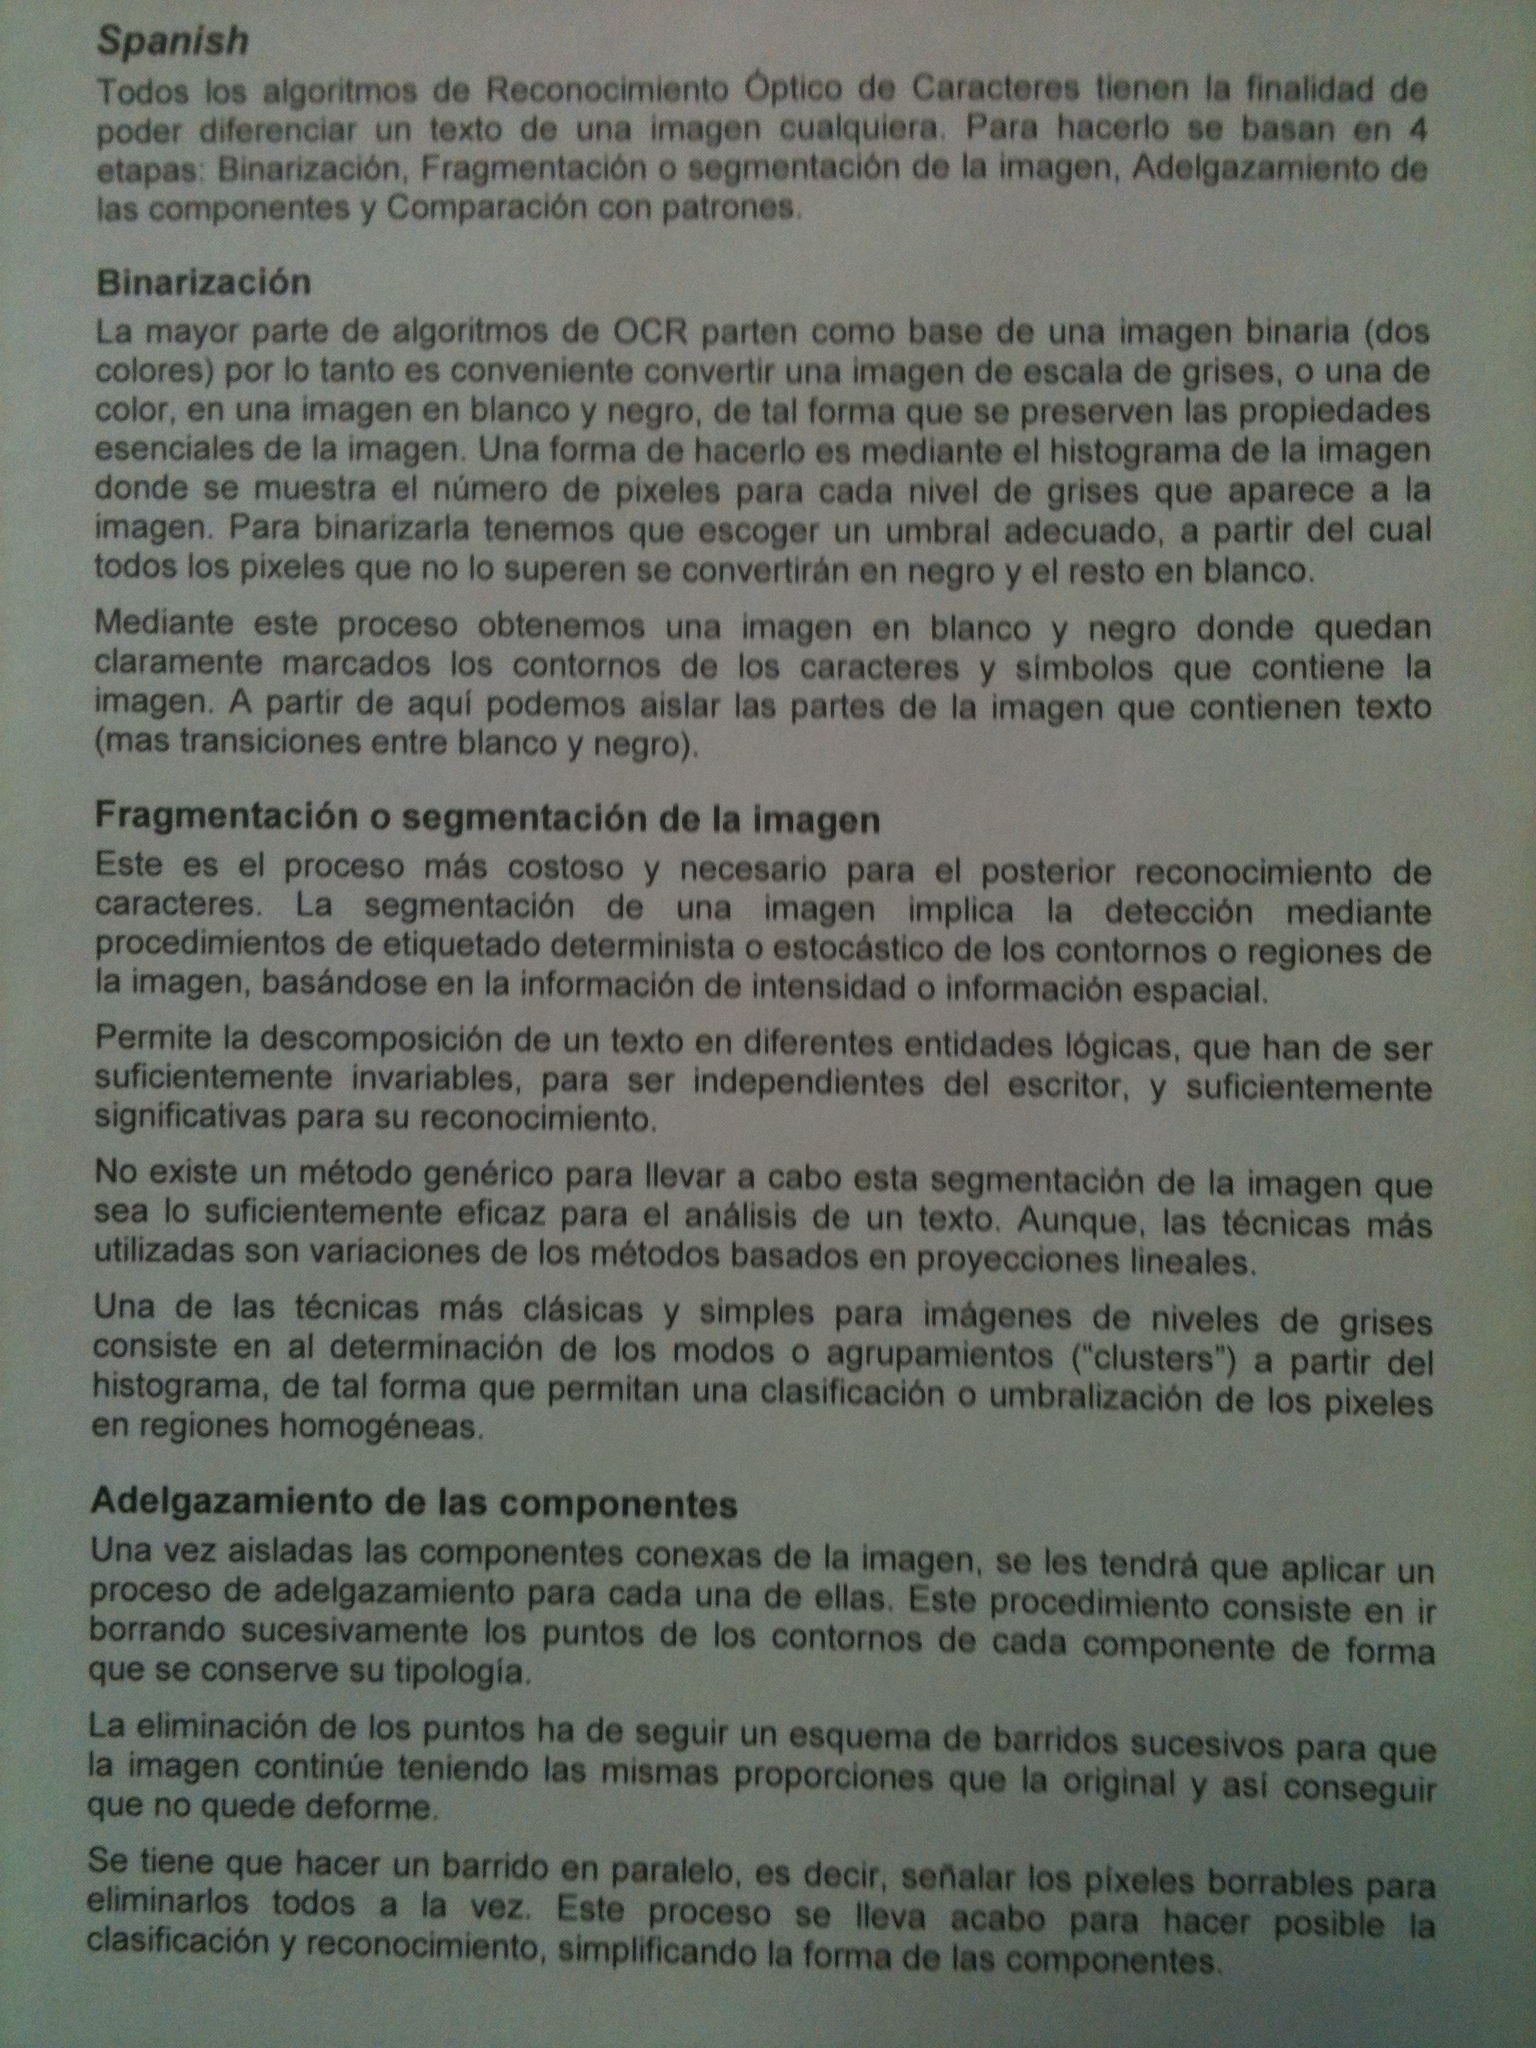 Spanish
Todos los algoritmos de Reconocimiento Óptico de Caracteres tienen la finalidad de
poder diferenciar un texto de una imagen cualquiera. Para hacerlo se basan en 4
etapas: Binarización, Fragmentación o segmentación de la imagen, Adelgazamiento de
las componentes y Comparación con patrones.
Binarización
La mayor parte de algoritmos de OCR parten como base de una imagen binaria (dos
colores) por lo tanto es conveniente convertir una imagen de escala de grises, o una de
color, en una imagen en blanco y negro, de tal forma que se preserven las propiedades
esenciales de la imagen. Una forma de hacerlo es mediante el histograma de la imagen
donde se muestra el número de pixeles para cada nivel de grises que aparece a la
imagen. Para binarizarla tenemos que escoger un umbral adecuado, a partir del cual
todos los pixeles que no lo superen se convertirán en negro y el resto en blanco.
Mediante este proceso obtenemos una imagen en blanco y negro donde quedan
claramente marcados los contornos de los caracteres y símbolos que contiene la
imagen. A partir de aquí podemos aislar las partes de la imagen que contienen texto
(mas transiciones entre blanco y negro).
Fragmentación o segmentación de la imagen
Este es el proceso más costoso y necesario para el posterior reconocimiento de
caracteres. La segmentación de una imagen implica la detección mediante
procedimientos de etiquetado determinista o estocástico de los contornos o regiones de
la imagen, basándose en la información de intensidad o información espacial.
Permite la descomposición de un texto en diferentes entidades lógicas, que han de ser
suficientemente invariables, para ser independientes del escritor, y suficientemente
significativas para su reconocimiento.
No existe un método genérico para llevar a cabo esta segmentación de la imagen que
sea lo suficientemente eficaz para el análisis de un texto. Aunque, las técnicas más
utilizadas son variaciones de los métodos basados en proyecciones lineales.
Una de las técnicas más clásicas y simples para imágenes de niveles de grises
consiste en al determinación de los modos o agrupamientos (“clusters”) a partir del
histograma, de tal forma que permitan una clasificación o umbralización de los pixeles
en regiones homogéneas.
Adelgazamiento de las componentes
Una vez aisladas las componentes conexas de la imagen, se les tendrá que aplicar un
proceso de adelgazamiento para cada una de ellas. Este procedimiento consiste en ir
borrando sucesivamente los puntos de los contornos de cada componente de forma
que se conserve su tipología.
La eliminación de los puntos ha de seguir un esquema de barridos sucesivos para que
la imagen continúe teniendo las mismas proporciones que la original y así conseguir
que no quede deforme.
Se tiene que hacer un barrido en paralelo, es decir, señalar los píxeles borrables para
eliminarlos todos a la vez. Este proceso se lleva acabo para hacer posible la
clasificación y reconocimiento, simplificando la forma de las componentes.